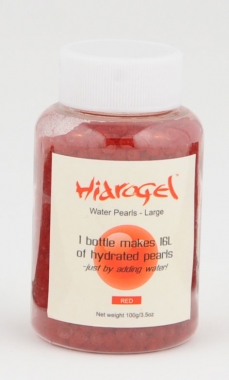 Hidrogel™
Water Pearls - Large
1 bottle makes 16L
of hydrated pearls
-just by adding water!
RED
Net weight 100g/3.5oz